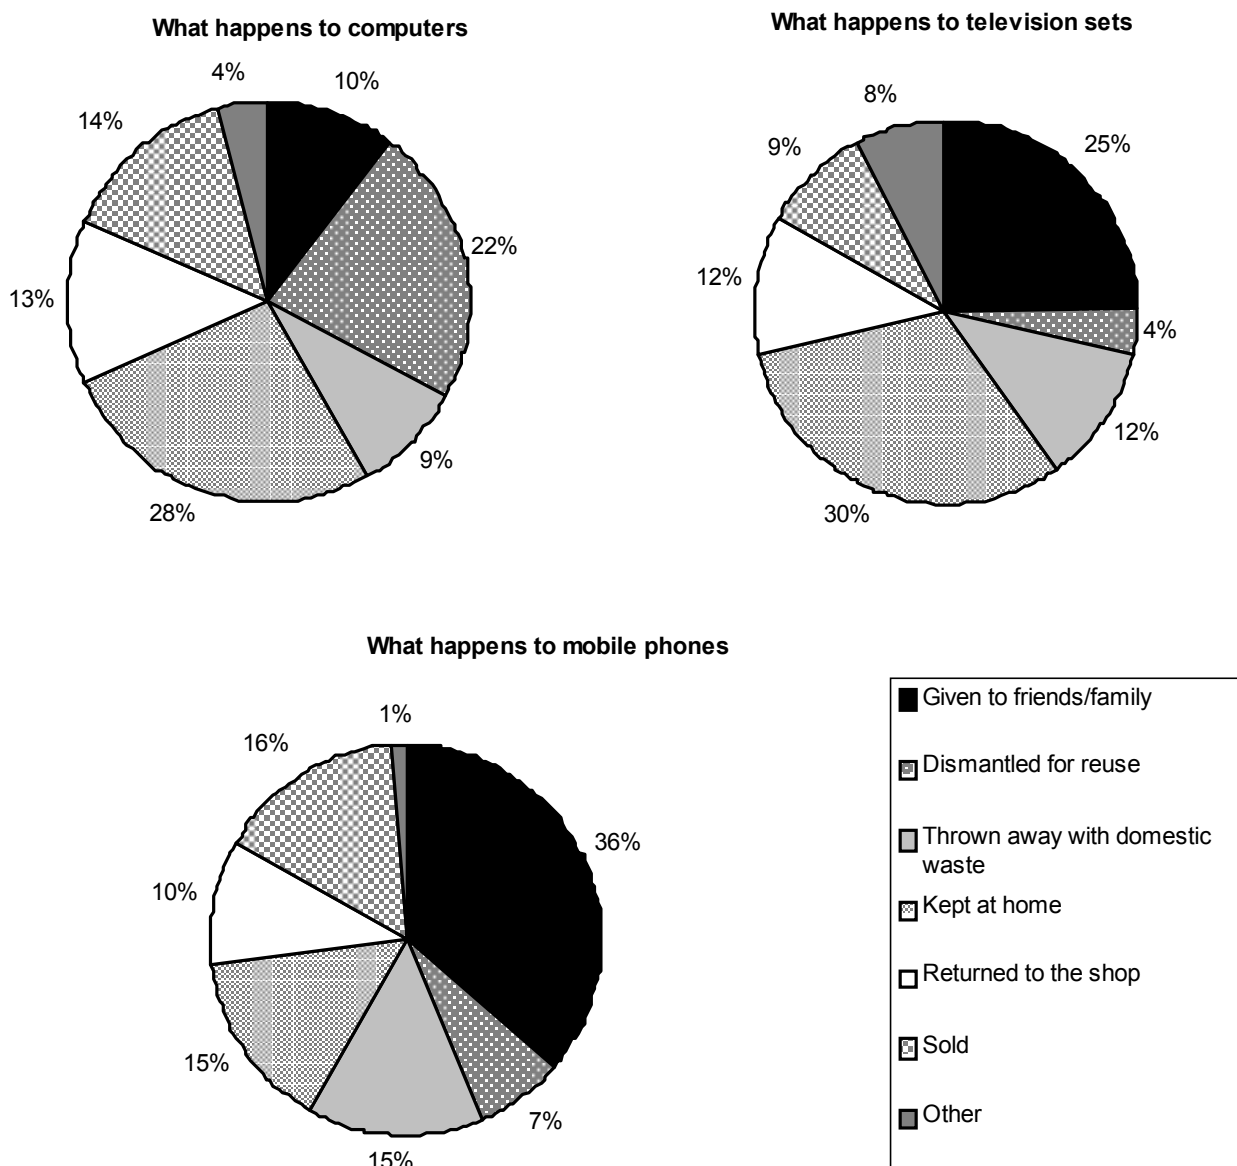 What happens to computers
4%
10%
14%
22%
13%
9%
28%
What happens to television sets
8%
25%
9%
12%
4%
12%
30%
What happens to mobile phones
1%
16%
36%
10%
15%
7%
15%
Given to friends/family
Dismantled for reuse
Thrown away with domestic
waste
Kept at home
Returned to the shop
Sold
Other